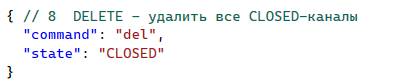 { // 8  DELETE – удалить все CLOSED-каналы
  "command": "del",
  "state": "CLOSED"
}